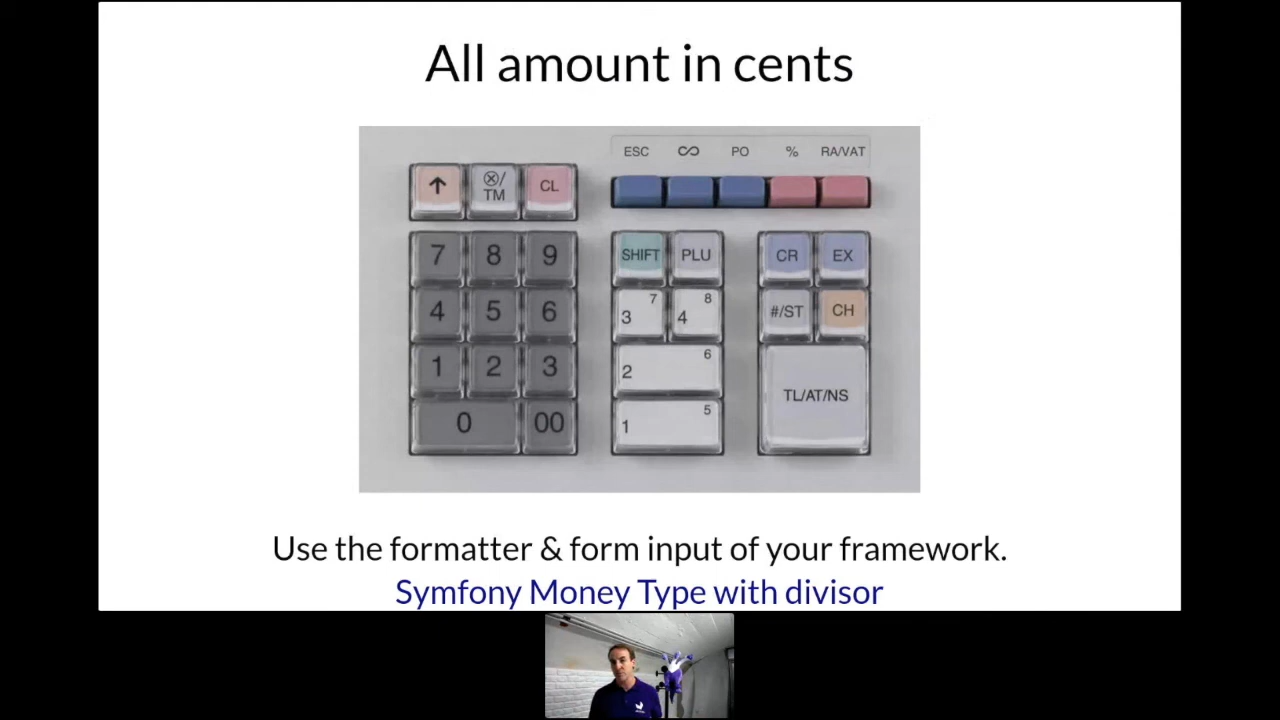 All amount in cents
ESC ∞ PO % RA/VAT
↑ ⊗/TM CL
7 8 9 SHIFT PLU CR EX
4 5 6 3 7 4 8 #/ST CH
1 2 3 2 6 TL/AT/NS
0 00 1 5
Use the formatter & form input of your framework.
Symfony Money Type with divisor